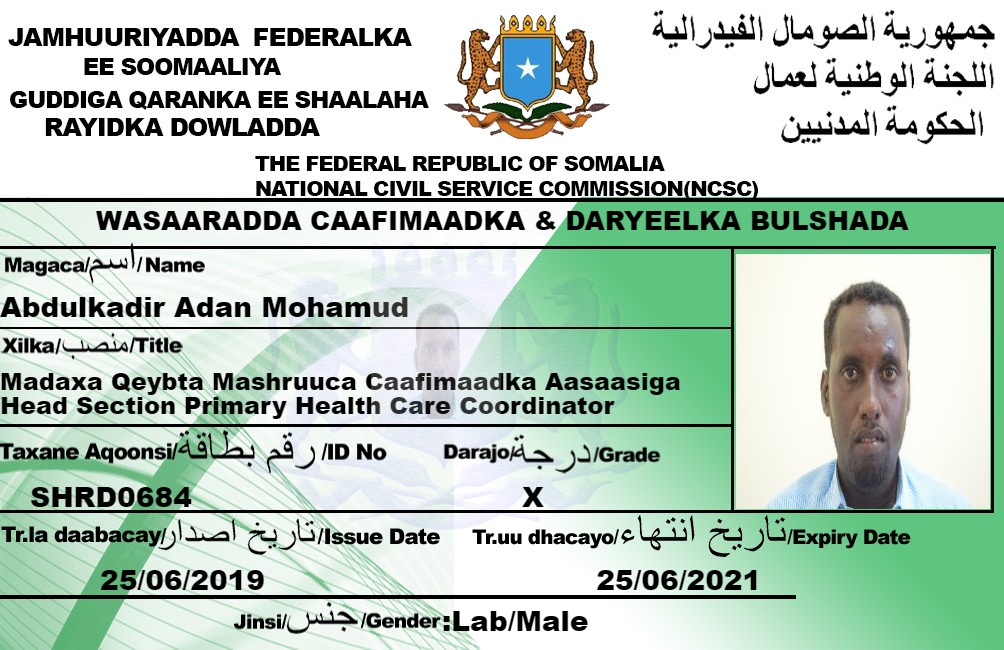 JAMHUURIYADDA FEDERALKA
EE SOOMAALIYA
GUDDIGA QARANKA EE SHAALAHA
RAYIDKA DOWLADDA
جمهورية الصومال الفيدرالية
اللجنة الوطنية لعمال
الحكومة المدنيين
THE FEDERAL REPUBLIC OF SOMALIA
NATIONAL CIVIL SERVICE COMMISSION(NCSC)
WASAARADDA CAAFIMAADKA & DARYEELKA BULSHADA
Magaca/اسم/Name
Abdulkadir Adan Mohamud
Xilka/منصب/Title
Madaxa Qeybta Mashruuca Caafimaadka Aasaasiga
Head Section Primary Health Care Coordinator
Taxane Aqoonsi/رقم بطاقة/ID No
Darajo/درجة/Grade
SHRD0684
X
Tr.la daabacay/تاريخ اصدار/Issue Date
Tr.uu dhacayo/تاريخ انتهاء/Expiry Date
25/06/2019
25/06/2021
Jinsi/جنس/Gender:Lab/Male